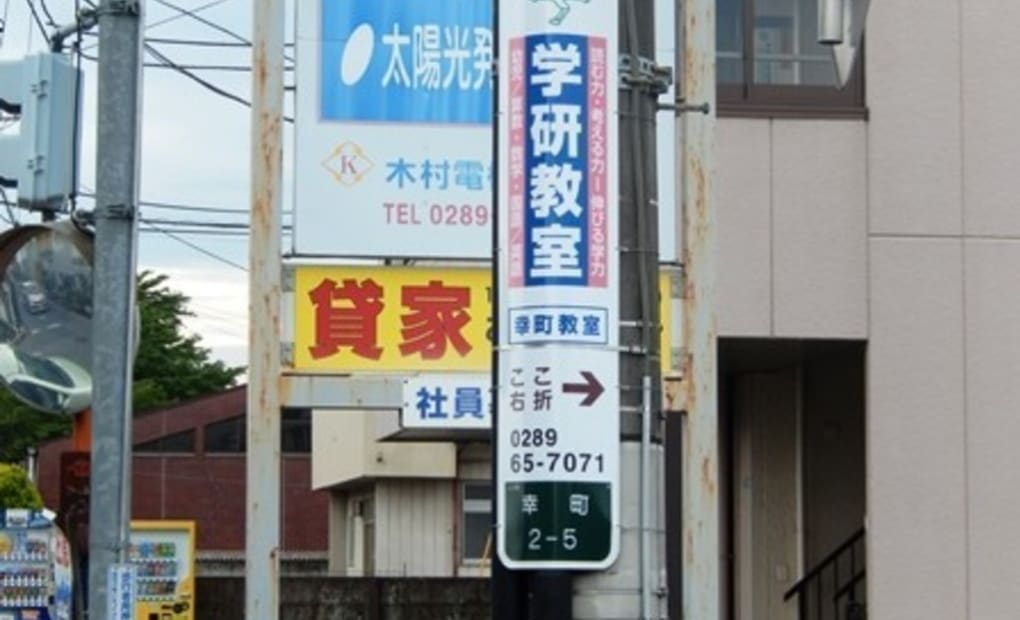 太陽光発
K
木村電
TEL 0289
貸家
社員
読む力・考える力ー伸びる学力
学研教室
幸町教室
ここ
右折
0289
65-7071
幸町
2-5